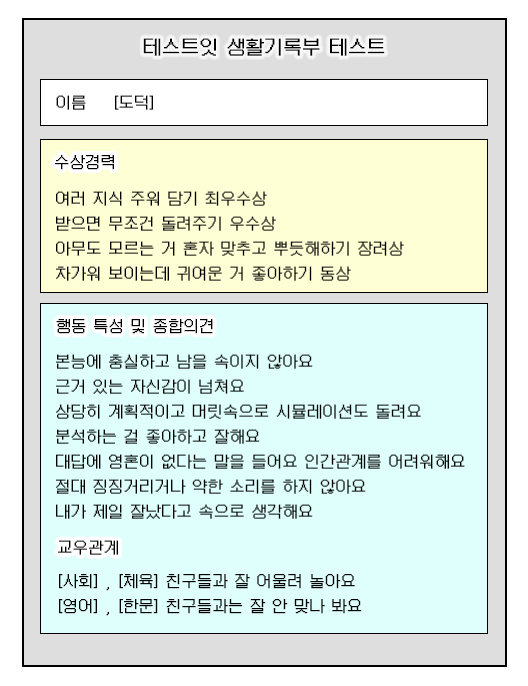 테스트잇 생활기록부 테스트
이름 [도덕]
수상경력
여러 지식 주워 담기 최우수상
받으면 무조건 돌려주기 우수상
아무도 모르는 거 혼자 맞추고 뿌듯해하기 장려상
차가워 보이는데 귀여운 거 좋아하기 동상
행동 특성 및 종합의견
본능에 충실하고 남을 속이지 않아요
근거 있는 자신감이 넘쳐요
상당히 계획적이고 머릿속으로 시뮬레이션도 돌려요
분석하는 걸 좋아하고 잘해요
대답에 영혼이 없다는 말을 들어요 인간관계를 어려워해요
절대 징징거리거나 약한 소리를 하지 않아요
내가 제일 잘났다고 속으로 생각해요
교우관계
[사회] , [체육] 친구들과 잘 어울려 놀아요
[영어] , [한문] 친구들과는 잘 안 맞나 봐요